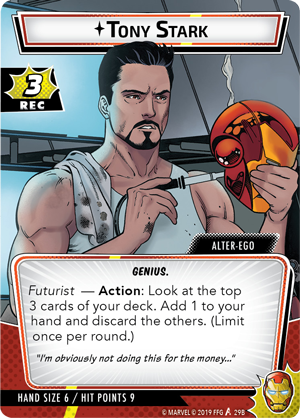 TONY STARK
3
REC
ALTER-EGO
GENIUS.
Futurist — Action: Look at the top
3 cards of your deck. Add 1 to your
hand and discard the others. (Limit
once per round.)
"I'm obviously not doing this for the money..."
HAND SIZE 6 / HIT POINTS 9
© MARVEL © 2019 FFG 29B